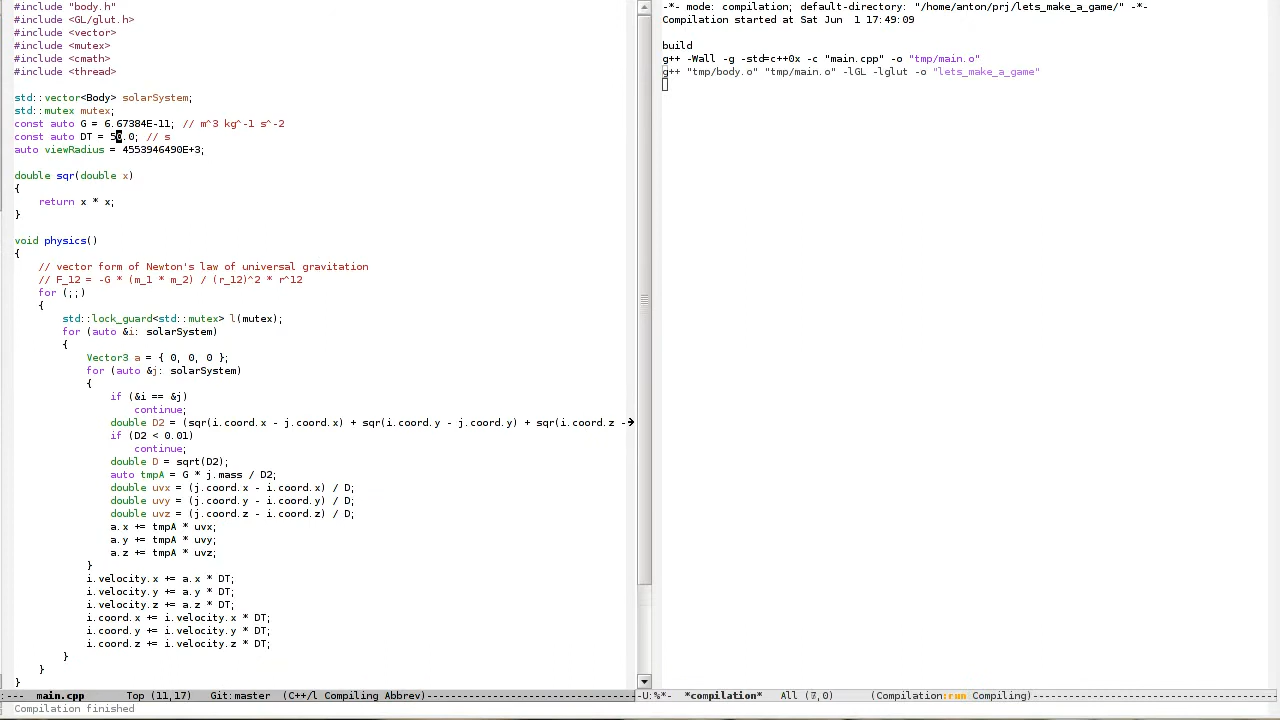 #include "body.h"
#include <GL/glut.h>
#include <vector>
#include <mutex>
#include <cmath>
#include <thread>
std::vector<Body> solarSystem;
std::mutex mutex;
const auto G = 6.67384E-11; // m^3 kg^-1 s^-2
const auto DT = 50.0; // s
auto viewRadius = 4553946490E+3;
double sqr(double x)
{
    return x * x;
}
void physics()
{
    // vector form of Newton's law of universal gravitation
    // F_12 = -G * (m_1 * m_2) / (r_12)^2 * r^12
    for (;;)
    {
        std::lock_guard<std::mutex> l(mutex);
        for (auto &i: solarSystem)
        {
            Vector3 a = { 0, 0, 0 };
            for (auto &j: solarSystem)
            {
                if (&i == &j)
                    continue;
                double D2 = (sqr(i.coord.x - j.coord.x) + sqr(i.coord.y - j.coord.y) + sqr(i.coord.z -→
                if (D2 < 0.01)
                    continue;
                double D = sqrt(D2);
                auto tmpA = G * j.mass / D2;
                double uvx = (j.coord.x - i.coord.x) / D;
                double uvy = (j.coord.y - i.coord.y) / D;
                double uvz = (j.coord.z - i.coord.z) / D;
                a.x += tmpA * uvx;
                a.y += tmpA * uvy;
                a.z += tmpA * uvz;
            }
            i.velocity.x += a.x * DT;
            i.velocity.y += a.y * DT;
            i.velocity.z += a.z * DT;
            i.coord.x += i.velocity.x * DT;
            i.coord.y += i.velocity.y * DT;
            i.coord.z += i.velocity.z * DT;
        }
    }
}
:--- main.cpp Top (11,17) Git:master (C++/l Compiling Abbrev)
Compilation finished
-*- mode: compilation; default-directory: "/home/anton/prj/lets_make_a_game/" -*-
Compilation started at Sat Jun 1 17:49:09
build
g++ -Wall -g -std=c++0x -c "main.cpp" -o "tmp/main.o"
g++ "tmp/body.o" "tmp/main.o" -lGL -lglut -o "lets_make_a_game"
-U:%*- *compilation* All (7,0) (Compilation:run Compiling)